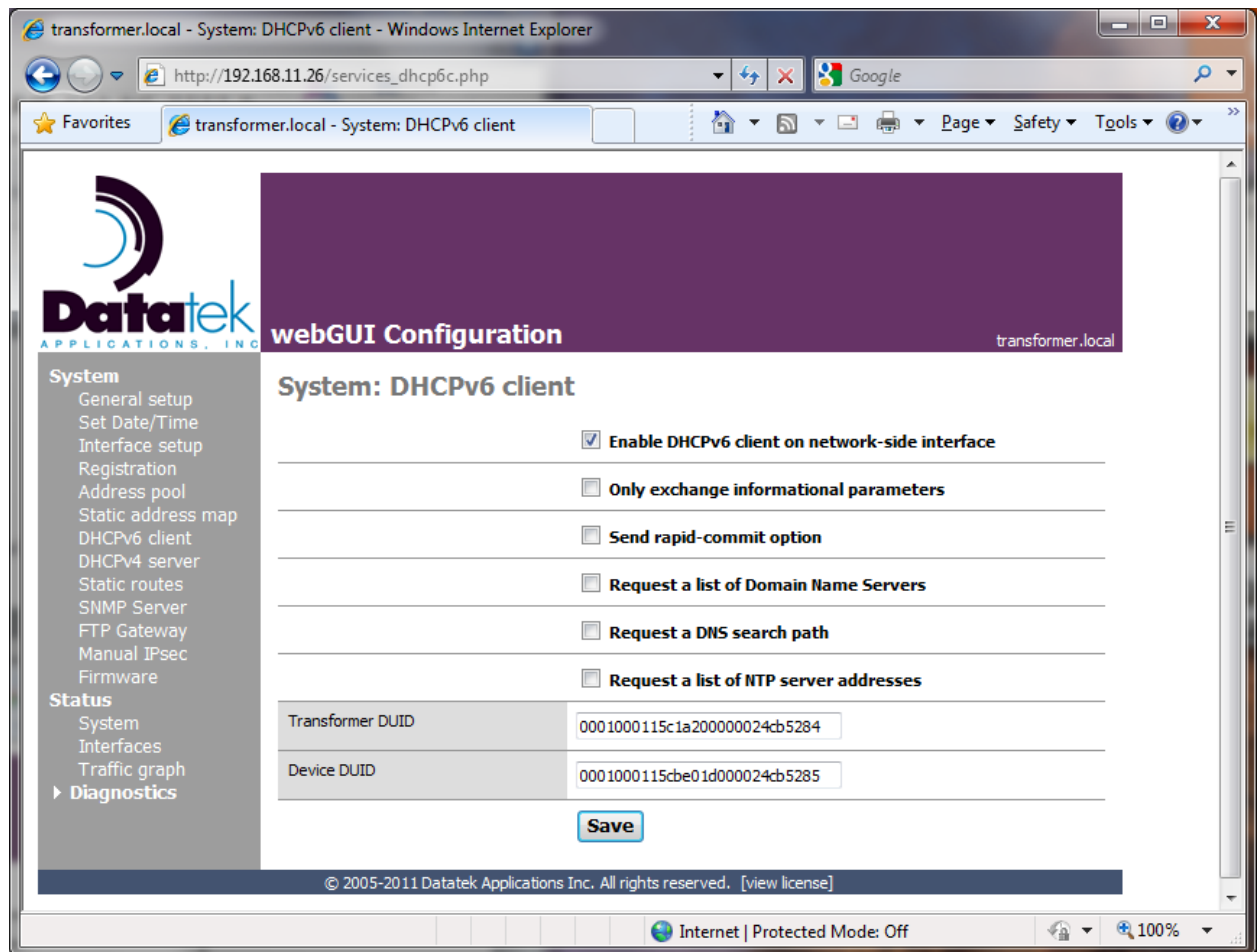 transformer.local - System: DHCPv6 client - Windows Internet Explorer
http://192.168.11.26/services_dhcp6c.php
Google
Favorites
transformer.local - System: DHCPv6 client
Page
Safety
Tools
Datatek
APPLICATIONS, INC
webGUI Configuration
transformer.local
System
General setup
Set Date/Time
Interface setup
Registration
Address pool
Static address map
DHCPv6 client
DHCPv4 server
Static routes
SNMP Server
FTP Gateway
Manual IPsec
Firmware
Status
System
Interfaces
Traffic graph
Diagnostics
System: DHCPv6 client
Enable DHCPv6 client on network-side interface
Only exchange informational parameters
Send rapid-commit option
Request a list of Domain Name Servers
Request a DNS search path
Request a list of NTP server addresses
Transformer DUID
0001000115c1a200000024cb5284
Device DUID
0001000115cbe01d000024cb5285
Save
© 2005-2011 Datatek Applications Inc. All rights reserved. [view license]
Internet | Protected Mode: Off
100%